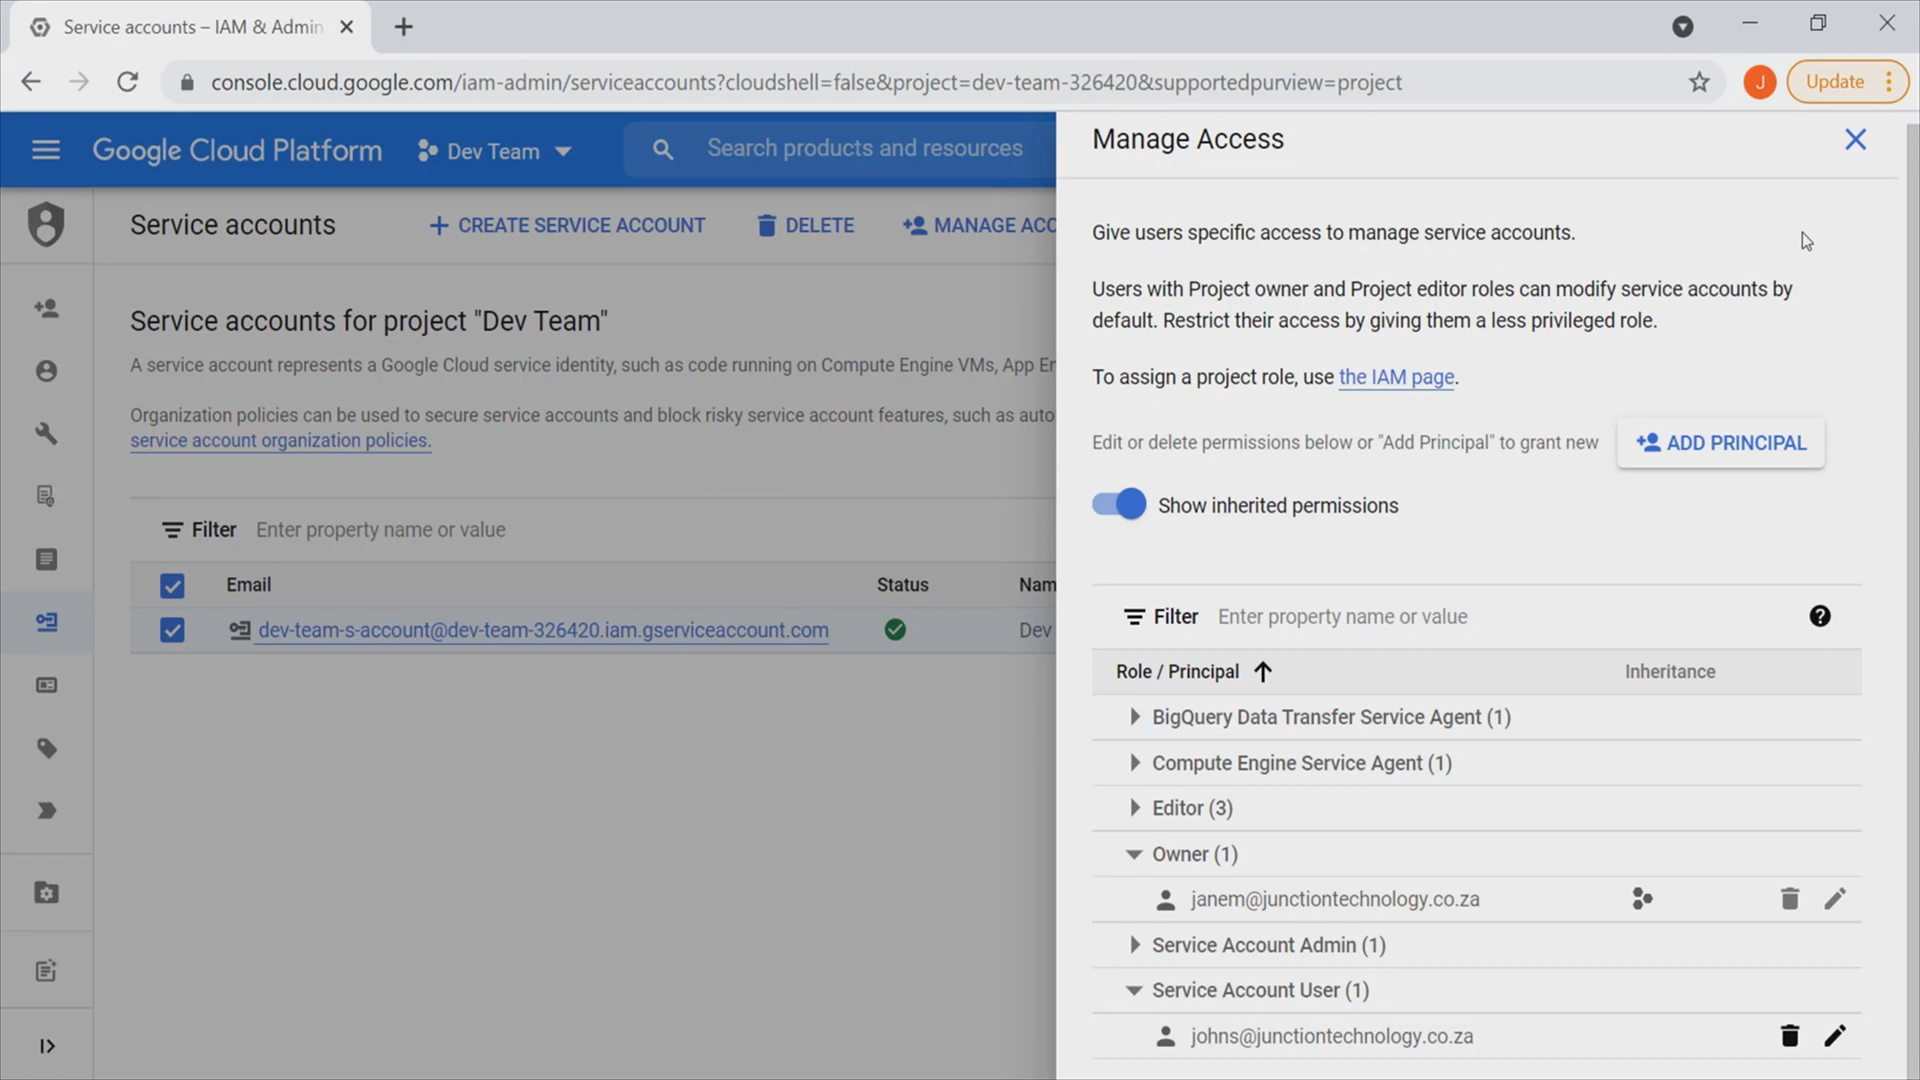 Service accounts – IAM & Admin
console.cloud.google.com/iam-admin/serviceaccounts?cloudshell=false&project=dev-team-326420&supportedpurview=project
J
Update
Google Cloud Platform
Dev Team
Search products and resources
Service accounts
CREATE SERVICE ACCOUNT
DELETE
MANAGE ACC
Service accounts for project "Dev Team"
A service account represents a Google Cloud service identity, such as code running on Compute Engine VMs, App En
Organization policies can be used to secure service accounts and block risky service account features, such as auto
service account organization policies.
Filter Enter property name or value
Email Status Nam
dev-team-s-account@dev-team-326420.iam.gserviceaccount.com Dev
Manage Access
Give users specific access to manage service accounts.
Users with Project owner and Project editor roles can modify service accounts by
default. Restrict their access by giving them a less privileged role.
To assign a project role, use the IAM page.
Edit or delete permissions below or "Add Principal" to grant new
ADD PRINCIPAL
Show inherited permissions
Filter Enter property name or value
Role / Principal Inheritance
BigQuery Data Transfer Service Agent (1)
Compute Engine Service Agent (1)
Editor (3)
Owner (1)
janem@junctiontechnology.co.za
Service Account Admin (1)
Service Account User (1)
johns@junctiontechnology.co.za